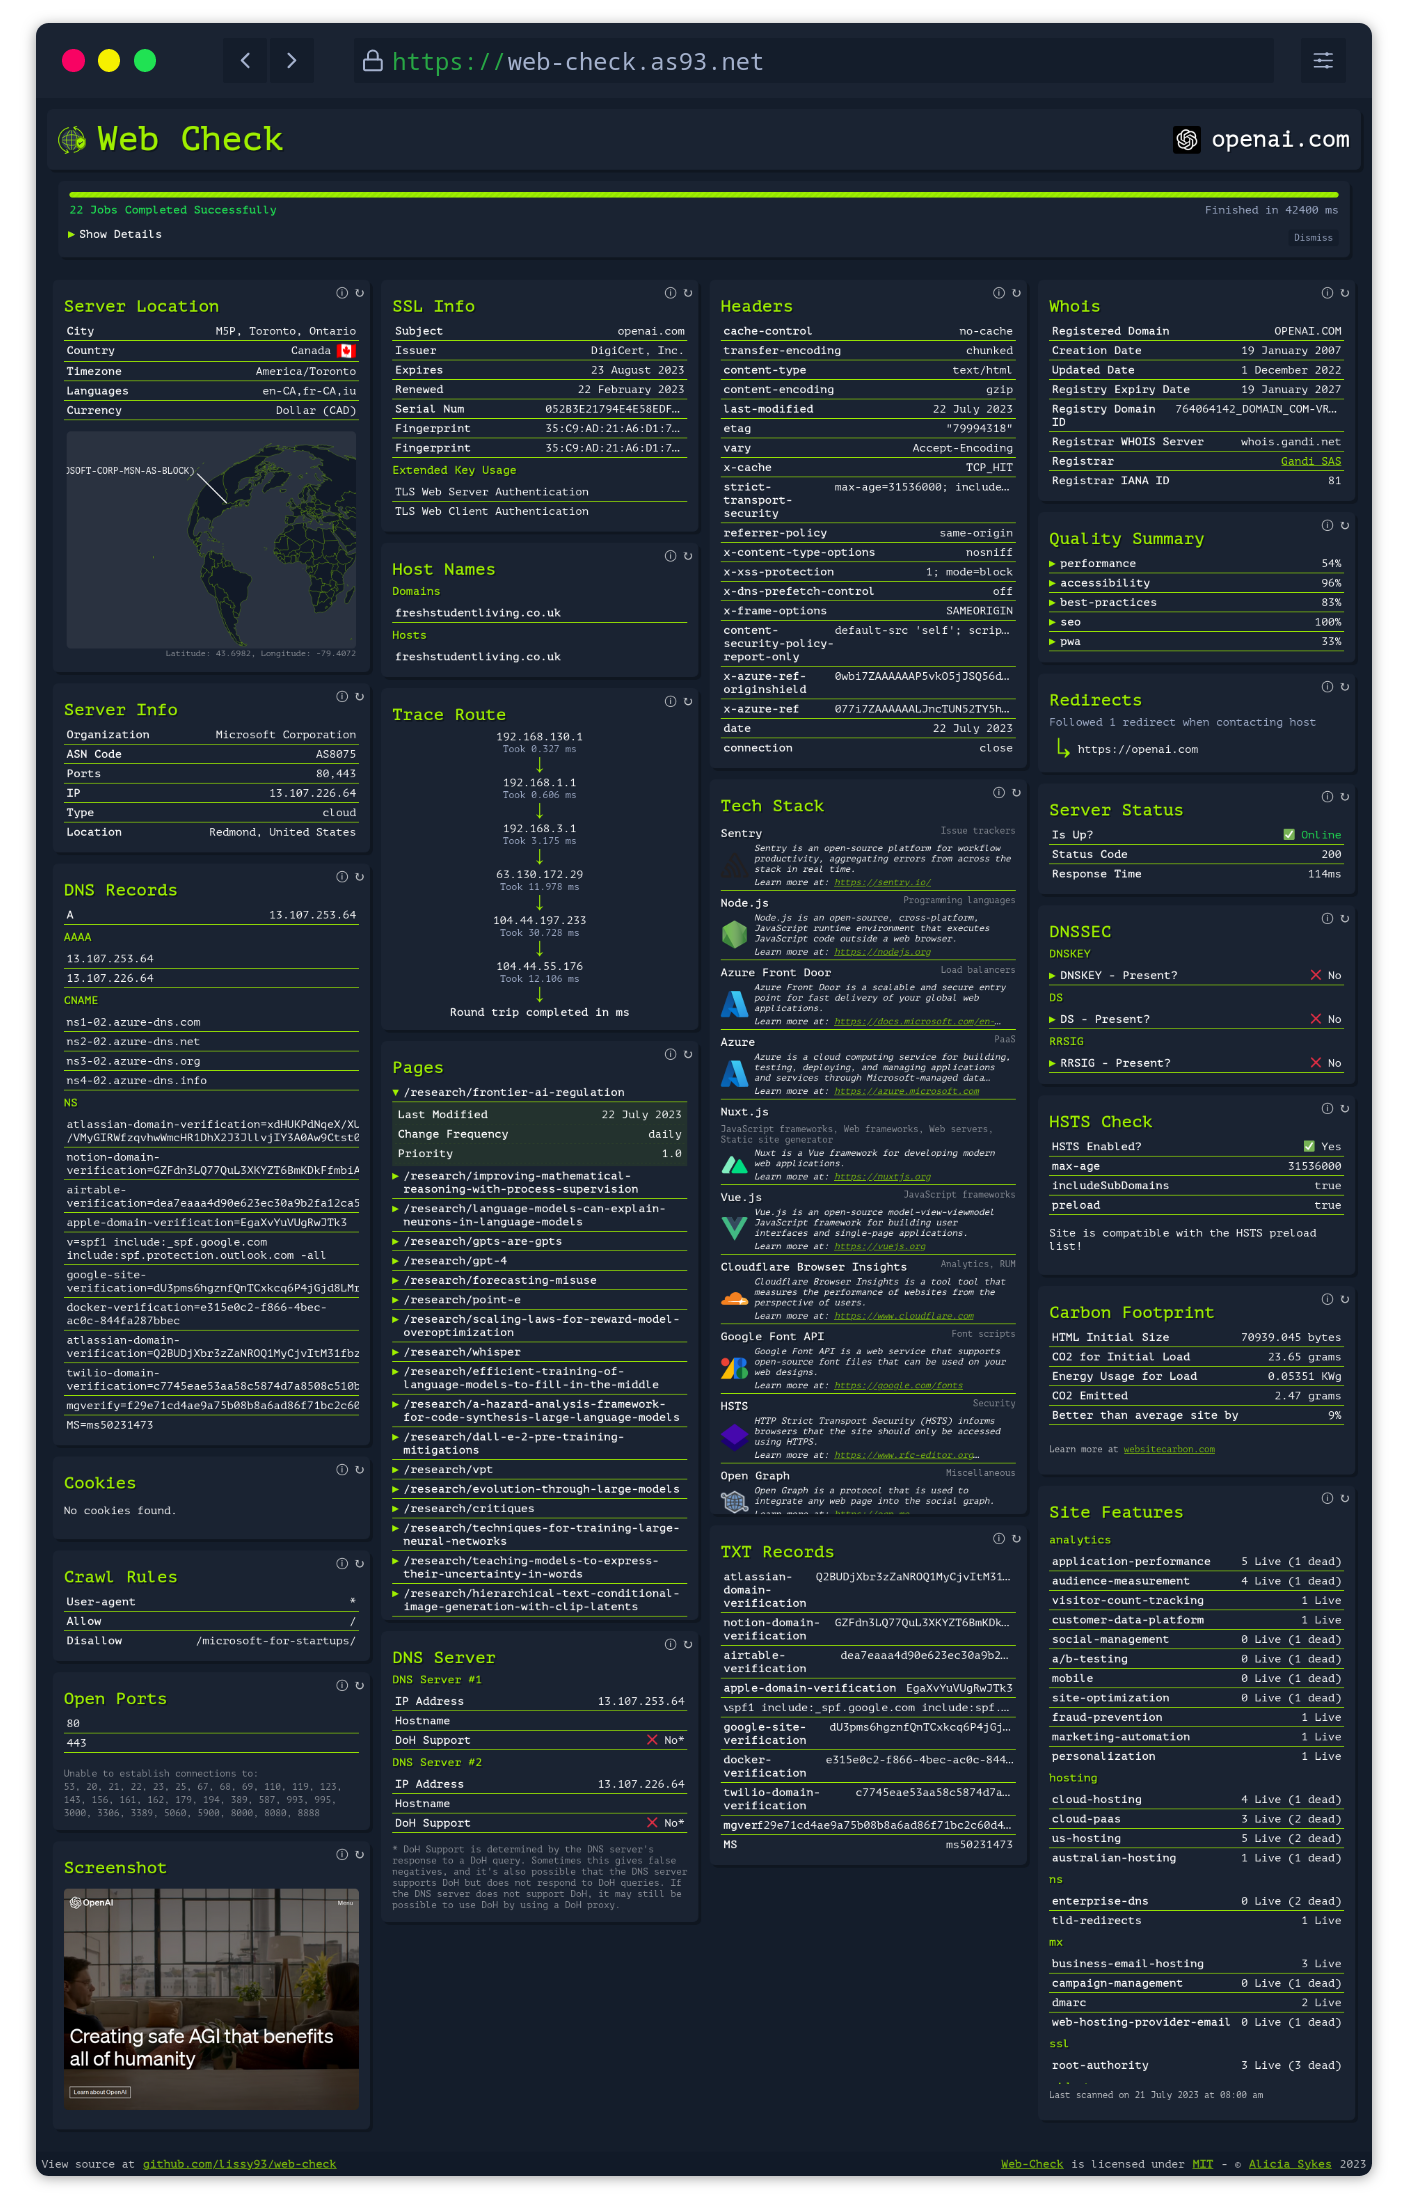 https://web-check.as93.net
Web Check
openai.com
22 Jobs Completed Successfully
Finished in 42400 ms
▶ Show Details
Dismiss
Server Location
City M5P, Toronto, Ontario
Country Canada
Timezone America/Toronto
Languages en-CA,fr-CA,iu
Currency Dollar (CAD)
OSOFT-CORP-MSN-AS-BLOCK)
Latitude: 43.6982, Longitude: -79.4072
Server Info
Organization Microsoft Corporation
ASN Code AS8075
Ports 80,443
IP 13.107.226.64
Type cloud
Location Redmond, United States
DNS Records
A 13.107.253.64
AAAA
13.107.253.64
13.107.226.64
CNAME
ns1-02.azure-dns.com
ns2-02.azure-dns.net
ns3-02.azure-dns.org
ns4-02.azure-dns.info
NS
atlassian-domain-verification=xdHUKPdNqeX/XU
/VMyGIRWfzqvhwWmcHR1DhX2J3JllvjIY3A0Aw9Ctst0
notion-domain-
verification=GZFdn3LQ77QuL3XKYZT6BmKDkFfmbiA
airtable-
verification=dea7eaaa4d90e623ec30a9b2fa12ca5
apple-domain-verification=EgaXvYuVUgRwJTk3
v=spf1 include:_spf.google.com
include:spf.protection.outlook.com -all
google-site-
verification=dU3pms6hgznfQnTCxkcq6P4jGjd8LMr
docker-verification=e315e0c2-f866-4bec-
ac0c-844fa287bbec
atlassian-domain-
verification=Q2BUDjXbr3zZaNROQ1MyCjvItM31fbz
twilio-domain-
verification=c7745eae53aa58c5874d7a8508c510b
mgverify=f29e71cd4ae9a75b08b8a6ad86f71bc2c60
MS=ms50231473
Cookies
No cookies found.
Crawl Rules
User-agent *
Allow /
Disallow /microsoft-for-startups/
Open Ports
80
443
Unable to establish connections to:
53, 20, 21, 22, 23, 25, 67, 68, 69, 110, 119, 123,
143, 156, 161, 162, 179, 194, 389, 587, 993, 995,
3000, 3306, 3389, 5060, 5900, 8000, 8080, 8888
Screenshot
OpenAI
Menu
Creating safe AGI that benefits
all of humanity
Learn about OpenAI
SSL Info
Subject openai.com
Issuer DigiCert, Inc.
Expires 23 August 2023
Renewed 22 February 2023
Serial Num 052B3E21794E4E58EDF…
Fingerprint 35:C9:AD:21:A6:D1:7…
Fingerprint 35:C9:AD:21:A6:D1:7…
Extended Key Usage
TLS Web Server Authentication
TLS Web Client Authentication
Host Names
Domains
freshstudentliving.co.uk
Hosts
freshstudentliving.co.uk
Trace Route
192.168.130.1
Took 0.327 ms
↓
192.168.1.1
Took 0.606 ms
↓
192.168.3.1
Took 3.175 ms
↓
63.130.172.29
Took 11.978 ms
↓
104.44.197.233
Took 30.728 ms
↓
104.44.55.176
Took 12.106 ms
↓
Round trip completed in ms
Pages
▼ /research/frontier-ai-regulation
Last Modified 22 July 2023
Change Frequency daily
Priority 1.0
▶ /research/improving-mathematical-
reasoning-with-process-supervision
▶ /research/language-models-can-explain-
neurons-in-language-models
▶ /research/gpts-are-gpts
▶ /research/gpt-4
▶ /research/forecasting-misuse
▶ /research/point-e
▶ /research/scaling-laws-for-reward-model-
overoptimization
▶ /research/whisper
▶ /research/efficient-training-of-
language-models-to-fill-in-the-middle
▶ /research/a-hazard-analysis-framework-
for-code-synthesis-large-language-models
▶ /research/dall-e-2-pre-training-
mitigations
▶ /research/vpt
▶ /research/evolution-through-large-models
▶ /research/critiques
▶ /research/techniques-for-training-large-
neural-networks
▶ /research/teaching-models-to-express-
their-uncertainty-in-words
▶ /research/hierarchical-text-conditional-
image-generation-with-clip-latents
DNS Server
DNS Server #1
IP Address 13.107.253.64
Hostname
DoH Support ❌ No*
DNS Server #2
IP Address 13.107.226.64
Hostname
DoH Support ❌ No*
* DoH Support is determined by the DNS server's
response to a DoH query. Sometimes this gives false
negatives, and it's also possible that the DNS server
supports DoH but does not respond to DoH queries. If
the DNS server does not support DoH, it may still be
possible to use DoH by using a DoH proxy.
Headers
cache-control no-cache
transfer-encoding chunked
content-type text/html
content-encoding gzip
last-modified 22 July 2023
etag "79994318"
vary Accept-Encoding
x-cache TCP_HIT
strict- max-age=31536000; include…
transport-
security
referrer-policy same-origin
x-content-type-options nosniff
x-xss-protection 1; mode=block
x-dns-prefetch-control off
x-frame-options SAMEORIGIN
content- default-src 'self'; scrip…
security-policy-
report-only
x-azure-ref- 0wbi7ZAAAAAAP5vkO5jJSQ56d…
originshield
x-azure-ref 077i7ZAAAAAALJncTUN52TY5h…
date 22 July 2023
connection close
Tech Stack
Sentry Issue trackers
Sentry is an open-source platform for workflow
productivity, aggregating errors from across the
stack in real time.
Learn more at: https://sentry.io/
Node.js Programming languages
Node.js is an open-source, cross-platform,
JavaScript runtime environment that executes
JavaScript code outside a web browser.
Learn more at: https://nodejs.org
Azure Front Door Load balancers
Azure Front Door is a scalable and secure entry
point for fast delivery of your global web
applications.
Learn more at: https://docs.microsoft.com/en-…
Azure PaaS
Azure is a cloud computing service for building,
testing, deploying, and managing applications
and services through Microsoft-managed data…
Learn more at: https://azure.microsoft.com
Nuxt.js
JavaScript frameworks, Web frameworks, Web servers,
Static site generator
Nuxt is a Vue framework for developing modern
web applications.
Learn more at: https://nuxtjs.org
Vue.js JavaScript frameworks
Vue.js is an open-source model-view-viewmodel
JavaScript framework for building user
interfaces and single-page applications.
Learn more at: https://vuejs.org
Cloudflare Browser Insights Analytics, RUM
Cloudflare Browser Insights is a tool tool that
measures the performance of websites from the
perspective of users.
Learn more at: https://www.cloudflare.com
Google Font API Font scripts
Google Font API is a web service that supports
open-source font files that can be used on your
web designs.
Learn more at: https://google.com/fonts
HSTS Security
HTTP Strict Transport Security (HSTS) informs
browsers that the site should only be accessed
using HTTPS.
Learn more at: https://www.rfc-editor.org…
Open Graph Miscellaneous
Open Graph is a protocol that is used to
integrate any web page into the social graph.
Learn more at: https://ogp.me
TXT Records
atlassian- Q2BUDjXbr3zZaNROQ1MyCjvItM31…
domain-
verification
notion-domain- GZFdn3LQ77QuL3XKYZT6BmKDk…
verification
airtable- dea7eaaa4d90e623ec30a9b2…
verification
apple-domain-verification EgaXvYuVUgRwJTk3
vspf1 include:_spf.google.com include:spf.…
google-site- dU3pms6hgznfQnTCxkcq6P4jGj…
verification
docker- e315e0c2-f866-4bec-ac0c-844…
verification
twilio-domain- c7745eae53aa58c5874d7a…
verification
mgverf29e71cd4ae9a75b08b8a6ad86f71bc2c60d4…
MS ms50231473
Whois
Registered Domain OPENAI.COM
Creation Date 19 January 2007
Updated Date 1 December 2022
Registry Expiry Date 19 January 2027
Registry Domain 764064142_DOMAIN_COM-VR…
ID
Registrar WHOIS Server whois.gandi.net
Registrar Gandi SAS
Registrar IANA ID 81
Quality Summary
▶ performance 54%
▶ accessibility 96%
▶ best-practices 83%
▶ seo 100%
▶ pwa 33%
Redirects
Followed 1 redirect when contacting host
↳ https://openai.com
Server Status
Is Up? ✅ Online
Status Code 200
Response Time 114ms
DNSSEC
DNSKEY
▶ DNSKEY - Present? ❌ No
DS
▶ DS - Present? ❌ No
RRSIG
▶ RRSIG - Present? ❌ No
HSTS Check
HSTS Enabled? ✅ Yes
max-age 31536000
includeSubDomains true
preload true
Site is compatible with the HSTS preload
list!
Carbon Footprint
HTML Initial Size 70939.045 bytes
CO2 for Initial Load 23.65 grams
Energy Usage for Load 0.05351 KWg
CO2 Emitted 2.47 grams
Better than average site by 9%
Learn more at websitecarbon.com
Site Features
analytics
application-performance 5 Live (1 dead)
audience-measurement 4 Live (1 dead)
visitor-count-tracking 1 Live
customer-data-platform 1 Live
social-management 0 Live (1 dead)
a/b-testing 0 Live (1 dead)
mobile 0 Live (1 dead)
site-optimization 0 Live (1 dead)
fraud-prevention 1 Live
marketing-automation 1 Live
personalization 1 Live
hosting
cloud-hosting 4 Live (1 dead)
cloud-paas 3 Live (2 dead)
us-hosting 5 Live (2 dead)
australian-hosting 1 Live (1 dead)
ns
enterprise-dns 0 Live (2 dead)
tld-redirects 1 Live
mx
business-email-hosting 3 Live
campaign-management 0 Live (1 dead)
dmarc 2 Live
web-hosting-provider-email 0 Live (1 dead)
ssl
root-authority 3 Live (3 dead)
Last scanned on 21 July 2023 at 08:00 am
View source at github.com/lissy93/web-check
Web-Check is licensed under MIT - © Alicia Sykes 2023